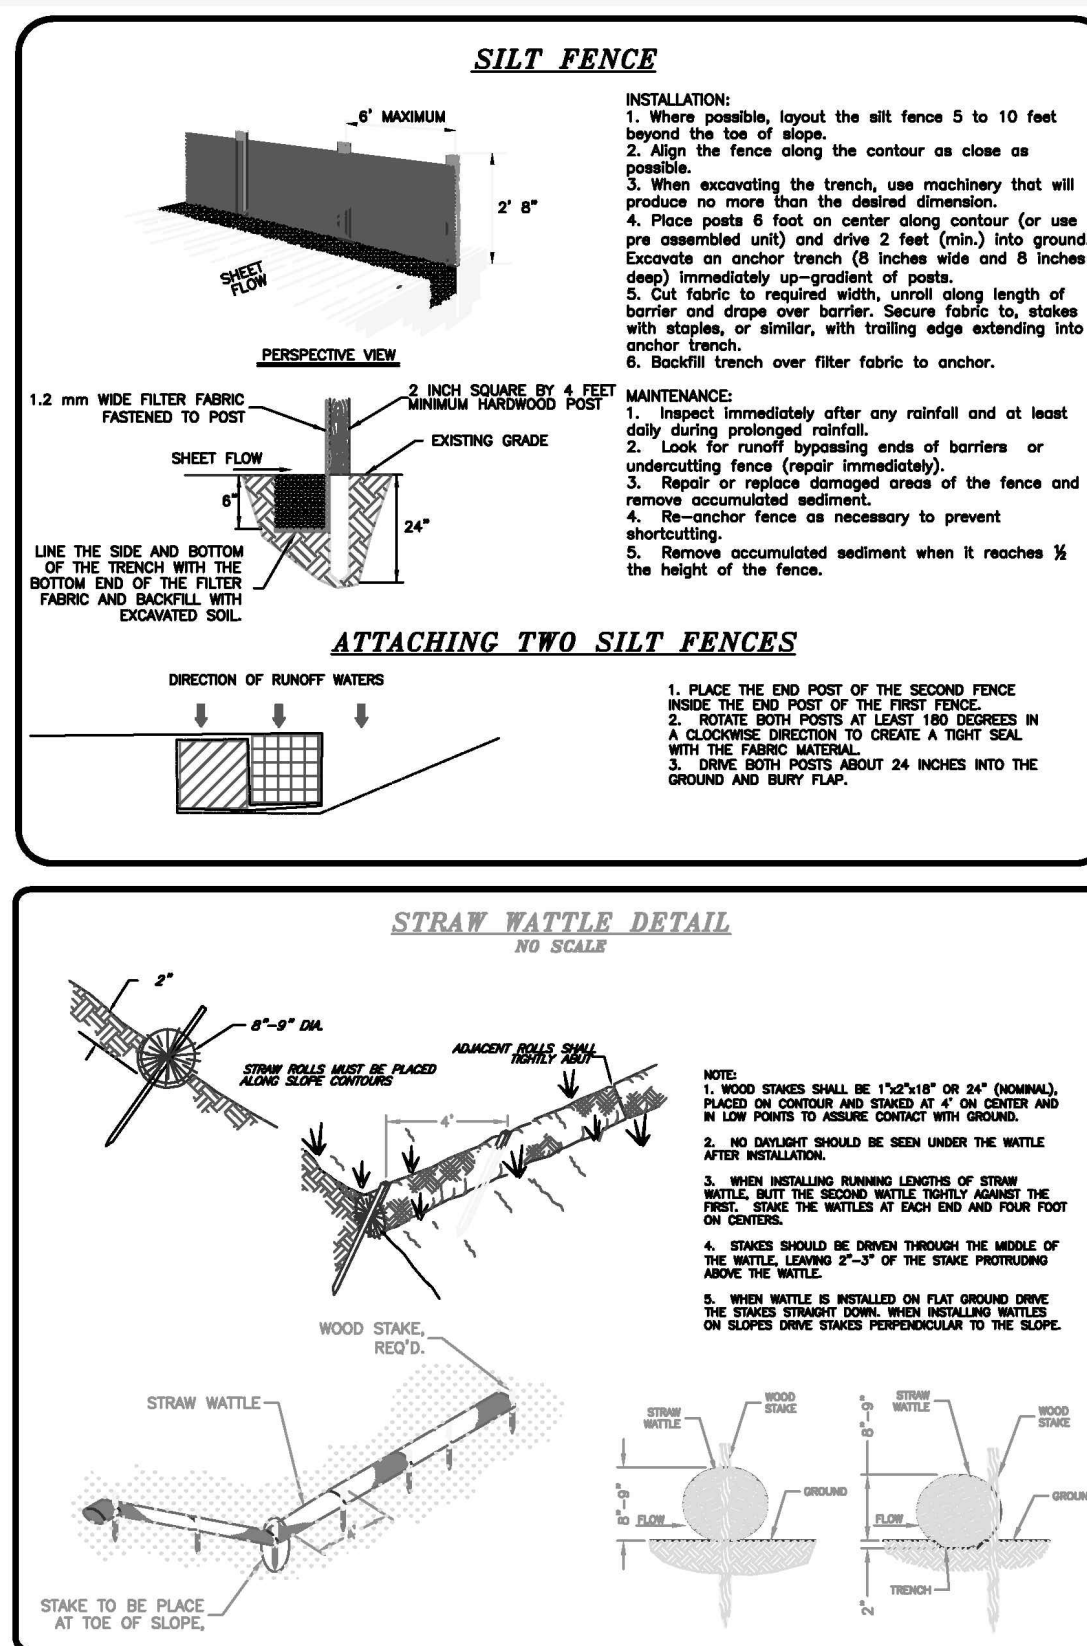 SILT FENCE
6' MAXIMUM
2' 8"
SHEET
FLOW
PERSPECTIVE VIEW
1.2 mm WIDE FILTER FABRIC
FASTENED TO POST
2 INCH SQUARE BY 4 FEET
MINIMUM HARDWOOD POST
EXISTING GRADE
SHEET FLOW
6"
24"
LINE THE SIDE AND BOTTOM
OF THE TRENCH WITH THE
BOTTOM END OF THE FILTER
FABRIC AND BACKFILL WITH
EXCAVATED SOIL.
INSTALLATION:
1. Where possible, layout the silt fence 5 to 10 feet
beyond the toe of slope.
2. Align the fence along the contour as close as
possible.
3. When excavating the trench, use machinery that will
produce no more than the desired dimension.
4. Place posts 6 foot on center along contour (or use
pre assembled unit) and drive 2 feet (min.) into ground.
Excavate an anchor trench (8 inches wide and 8 inches
deep) immediately up-gradient of posts.
5. Cut fabric to required width, unroll along length of
barrier and drape over barrier. Secure fabric to, stakes
with staples, or similar, with trailing edge extending into
anchor trench.
6. Backfill trench over filter fabric to anchor.
MAINTENANCE:
1. Inspect immediately after any rainfall and at least
daily during prolonged rainfall.
2. Look for runoff bypassing ends of barriers or
undercutting fence (repair immediately).
3. Repair or replace damaged areas of the fence and
remove accumulated sediment.
4. Re-anchor fence as necessary to prevent
shortcutting.
5. Remove accumulated sediment when it reaches ½
the height of the fence.
ATTACHING TWO SILT FENCES
DIRECTION OF RUNOFF WATERS
1. PLACE THE END POST OF THE SECOND FENCE
INSIDE THE END POST OF THE FIRST FENCE.
2. ROTATE BOTH POSTS AT LEAST 180 DEGREES IN
A CLOCKWISE DIRECTION TO CREATE A TIGHT SEAL
WITH THE FABRIC MATERIAL.
3. DRIVE BOTH POSTS ABOUT 24 INCHES INTO THE
GROUND AND BURY FLAP.
STRAW WATTLE DETAIL
NO SCALE
2"
8"-9" DIA.
STRAW ROLLS MUST BE PLACED
ALONG SLOPE CONTOURS
ADJACENT ROLLS SHALL
TIGHTLY ABUT
4'
NOTE:
1. WOOD STAKES SHALL BE 1"x2"x18" OR 24" (NOMINAL),
PLACED ON CONTOUR AND STAKED AT 4' ON CENTER AND
IN LOW POINTS TO ASSURE CONTACT WITH GROUND.
2. NO DAYLIGHT SHOULD BE SEEN UNDER THE WATTLE
AFTER INSTALLATION.
3. WHEN INSTALLING RUNNING LENGTHS OF STRAW
WATTLE, BUTT THE SECOND WATTLE TIGHTLY AGAINST THE
FIRST. STAKE THE WATTLES AT EACH END AND FOUR FOOT
ON CENTERS.
4. STAKES SHOULD BE DRIVEN THROUGH THE MIDDLE OF
THE WATTLE, LEAVING 2"-3" OF THE STAKE PROTRUDING
ABOVE THE WATTLE.
5. WHEN WATTLE IS INSTALLED ON FLAT GROUND DRIVE
THE STAKES STRAIGHT DOWN. WHEN INSTALLING WATTLES
ON SLOPES DRIVE STAKES PERPENDICULAR TO THE SLOPE.
WOOD STAKE,
REQ'D.
STRAW WATTLE
STAKE TO BE PLACE
AT TOE OF SLOPE,
STRAW
WATTLE
WOOD
STAKE
8"-9"
FLOW
GROUND
STRAW
WATTLE
WOOD
STAKE
8"-9"
FLOW
GROUN
TRENCH
2"